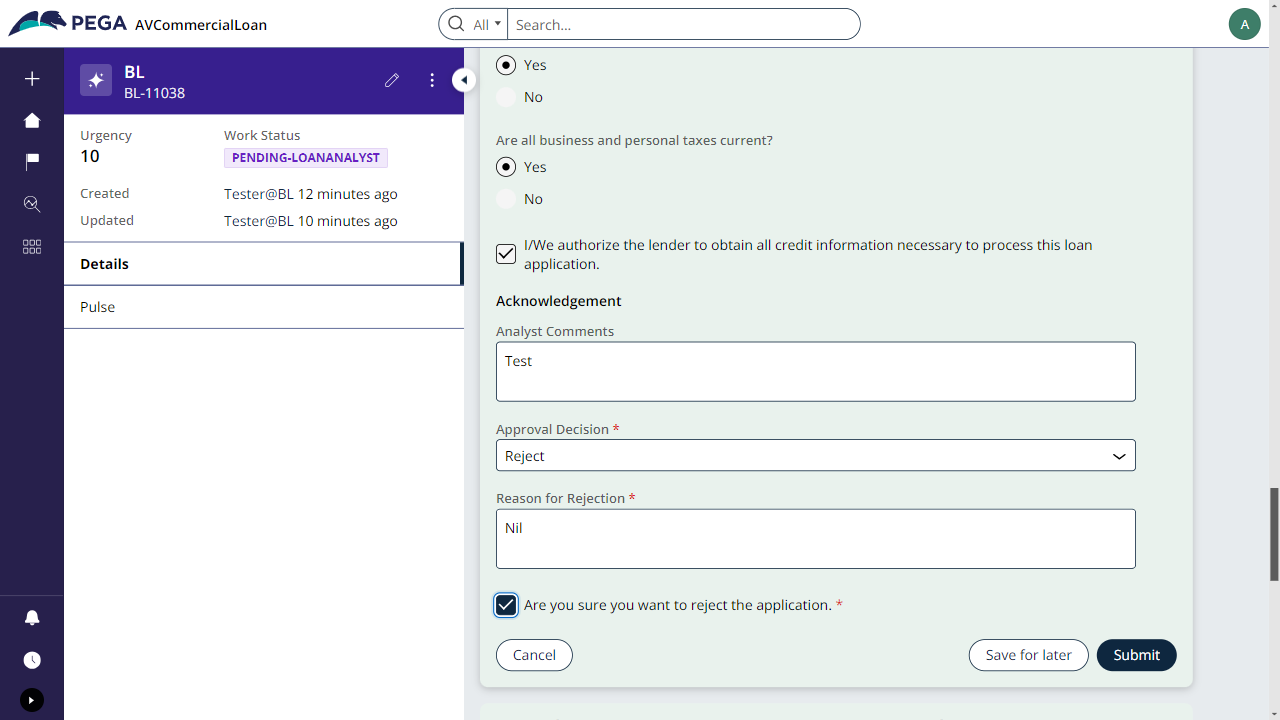 PEGA AVCommercialLoan
All Search...
A
BL
BL-11038
Urgency
10
Work Status
PENDING-LOANANALYST
Created Tester@BL 12 minutes ago
Updated Tester@BL 10 minutes ago
Details
Pulse
Yes
No
Are all business and personal taxes current?
Yes
No
I/We authorize the lender to obtain all credit information necessary to process this loan
application.
Acknowledgement
Analyst Comments
Test
Approval Decision *
Reject
Reason for Rejection *
Nil
Are you sure you want to reject the application. *
Cancel Save for later Submit